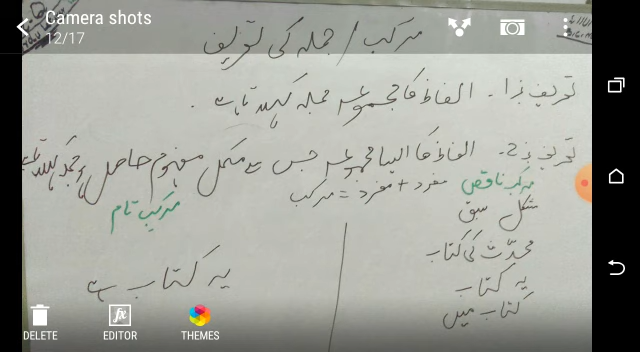 Camera shots
12/17
مرکب / جملہ کی تعریف
تعریف نمبر 1۔ الفاظ کا مجموعہ جملہ کہلاتا ہے۔
تعریف نمبر 2۔ الفاظ کا ایسا مجموعہ جس سے مکمل مفہوم حاصل ہو جملہ کہلاتا ہے
مفرد + مفرد = مرکب
مرکب ناقص
مشکل سبق
محدّث کی کتاب
یہ کتاب
کتاب میں
مرکب تام
یہ کتاب ہے
DELETE
EDITOR
THEMES